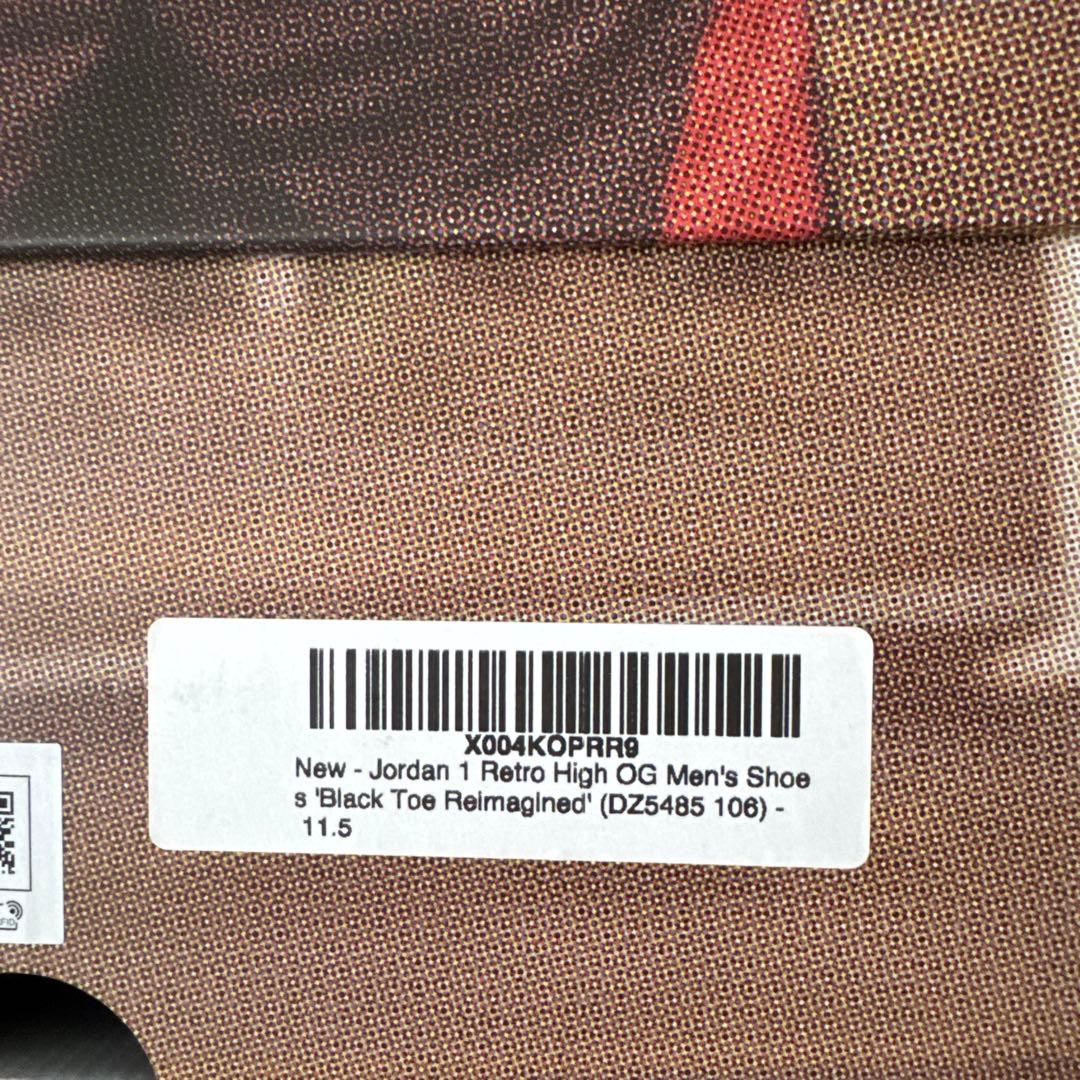 X004KOPRR9
New - Jordan 1 Retro High OG Men's Shoe
s 'Black Toe Reimagined' (DZ5485 106) -
11.5